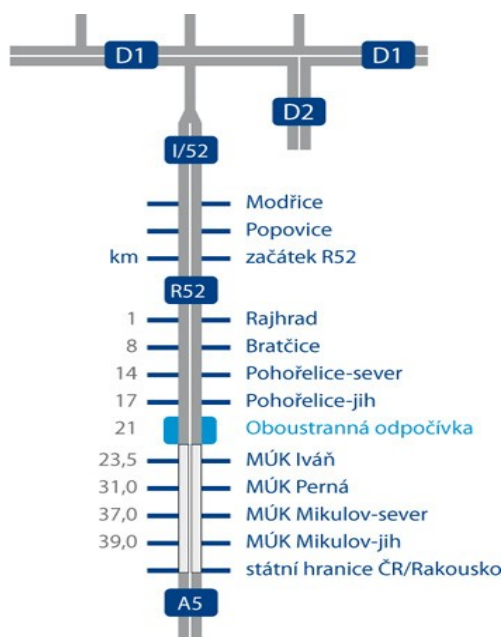 D1 D1
D2
I/52
Modřice
Popovice
km začátek R52
R52
1 Rajhrad
8 Bratčice
14 Pohořelice-sever
17 Pohořelice-jih
21 Oboustranná odpočívka
23,5 MÚK Iváň
31,0 MÚK Perná
37,0 MÚK Mikulov-sever
39,0 MÚK Mikulov-jih
státní hranice ČR/Rakousko
A5